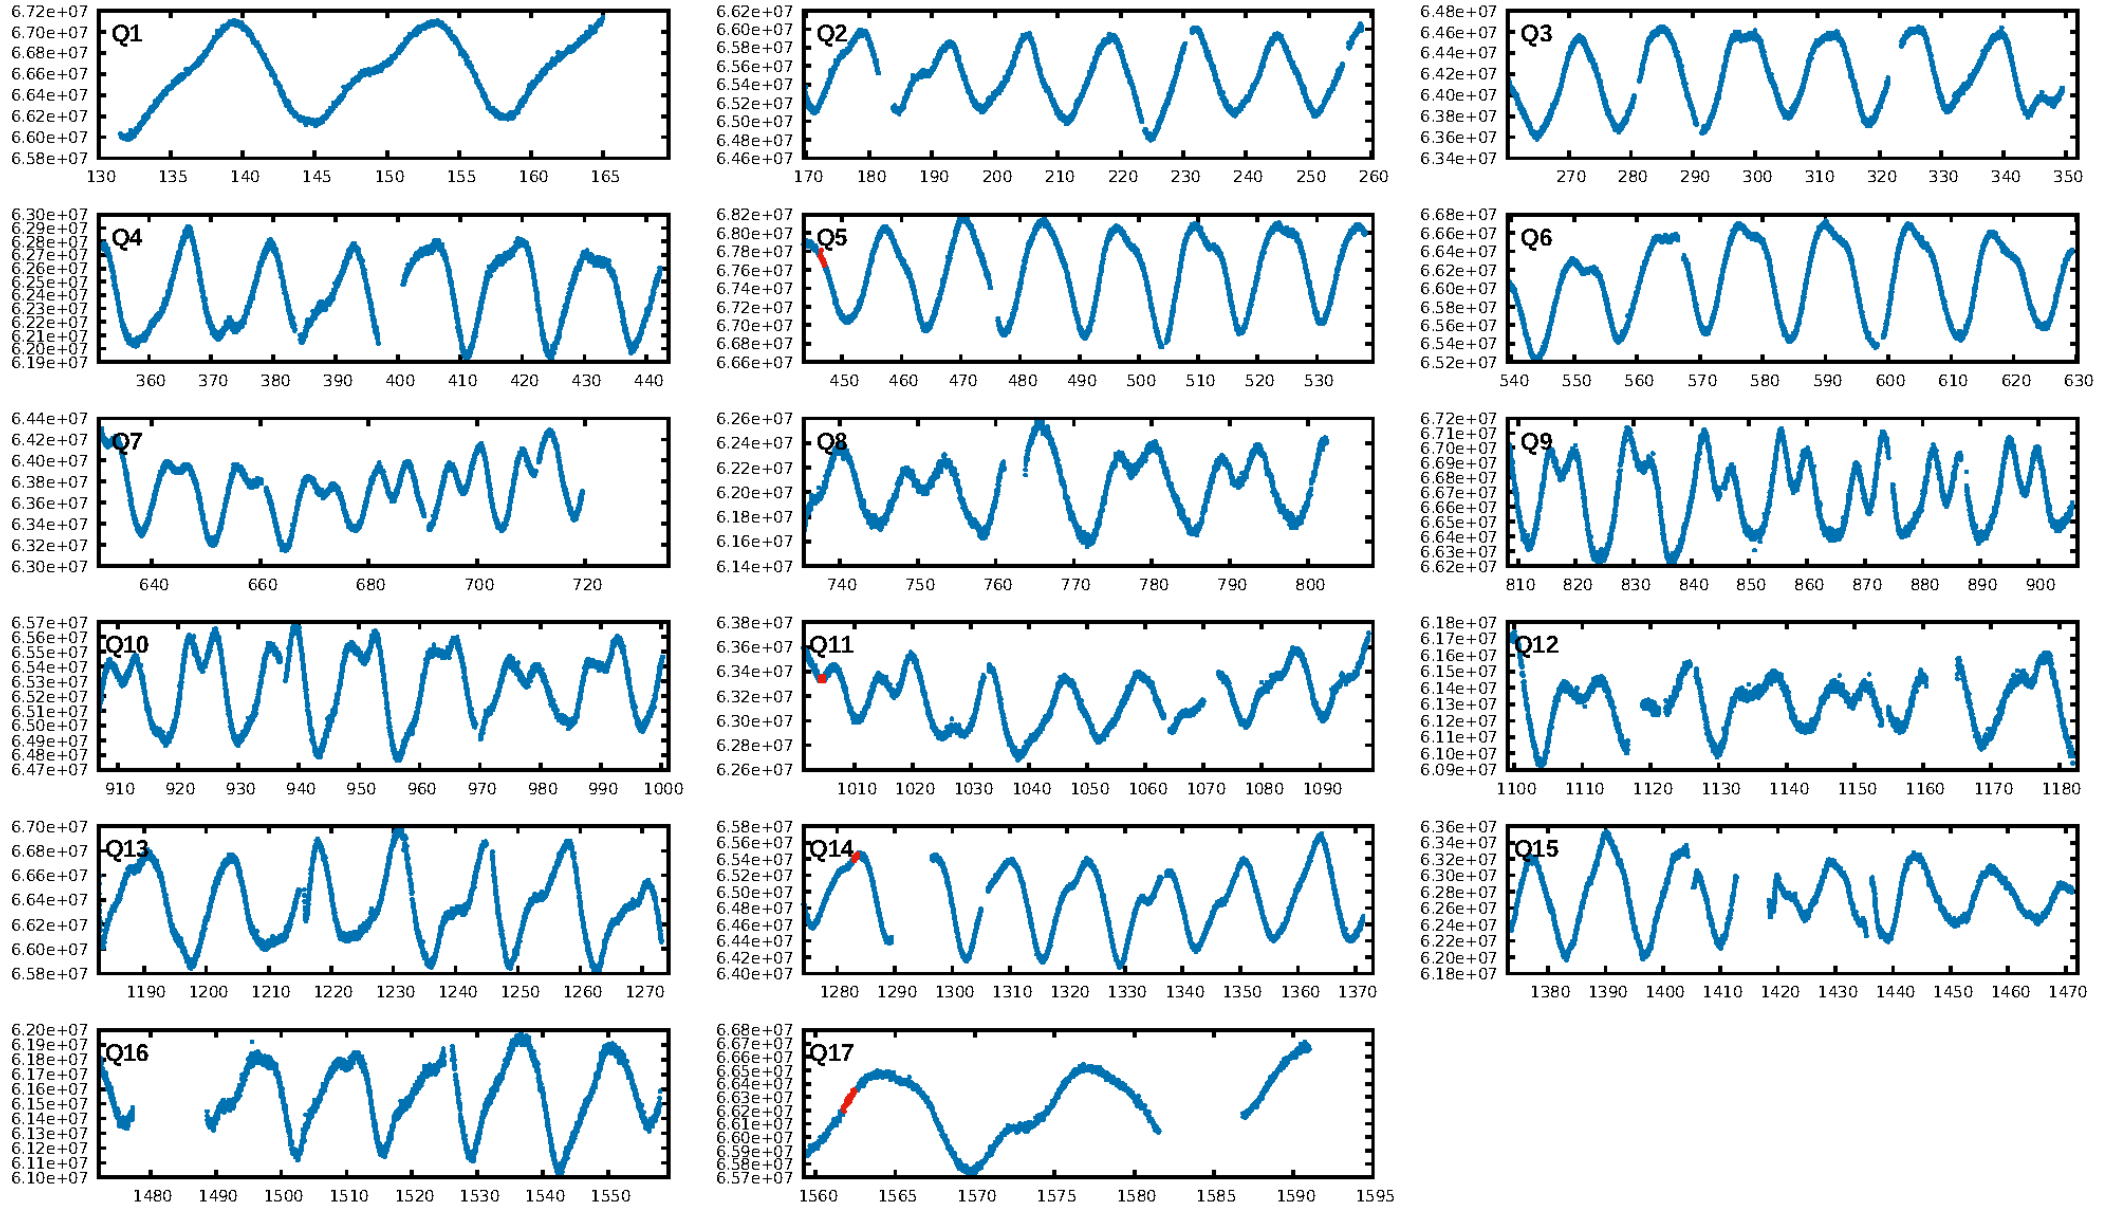 Q1
6.72e+07
6.70e+07
6.68e+07
6.66e+07
6.64e+07
6.62e+07
6.60e+07
6.58e+07
130 135 140 145 150 155 160 165
Q2
6.62e+07
6.60e+07
6.58e+07
6.56e+07
6.54e+07
6.52e+07
6.50e+07
6.48e+07
6.46e+07
170 180 190 200 210 220 230 240 250 260
Q3
6.48e+07
6.46e+07
6.44e+07
6.42e+07
6.40e+07
6.38e+07
6.36e+07
6.34e+07
270 280 290 300 310 320 330 340 350
Q4
6.30e+07
6.29e+07
6.28e+07
6.27e+07
6.26e+07
6.25e+07
6.24e+07
6.23e+07
6.22e+07
6.21e+07
6.20e+07
6.19e+07
360 370 380 390 400 410 420 430 440
Q5
6.82e+07
6.80e+07
6.78e+07
6.76e+07
6.74e+07
6.72e+07
6.70e+07
6.68e+07
6.66e+07
450 460 470 480 490 500 510 520 530
Q6
6.68e+07
6.66e+07
6.64e+07
6.62e+07
6.60e+07
6.58e+07
6.56e+07
6.54e+07
6.52e+07
540 550 560 570 580 590 600 610 620 630
Q7
6.44e+07
6.42e+07
6.40e+07
6.38e+07
6.36e+07
6.34e+07
6.32e+07
6.30e+07
640 660 680 700 720
Q8
6.26e+07
6.24e+07
6.22e+07
6.20e+07
6.18e+07
6.16e+07
6.14e+07
740 750 760 770 780 790 800
Q9
6.72e+07
6.71e+07
6.70e+07
6.69e+07
6.68e+07
6.67e+07
6.66e+07
6.65e+07
6.64e+07
6.63e+07
6.62e+07
810 820 830 840 850 860 870 880 890 900
Q10
6.57e+07
6.56e+07
6.55e+07
6.54e+07
6.53e+07
6.52e+07
6.51e+07
6.50e+07
6.49e+07
6.48e+07
6.47e+07
910 920 930 940 950 960 970 980 990 1000
Q11
6.38e+07
6.36e+07
6.34e+07
6.32e+07
6.30e+07
6.28e+07
6.26e+07
1010 1020 1030 1040 1050 1060 1070 1080 1090
Q12
6.18e+07
6.17e+07
6.16e+07
6.15e+07
6.14e+07
6.13e+07
6.12e+07
6.11e+07
6.10e+07
6.09e+07
1100 1110 1120 1130 1140 1150 1160 1170 1180
Q13
6.70e+07
6.68e+07
6.66e+07
6.64e+07
6.62e+07
6.60e+07
6.58e+07
1190 1200 1210 1220 1230 1240 1250 1260 1270
Q14
6.58e+07
6.56e+07
6.54e+07
6.52e+07
6.50e+07
6.48e+07
6.46e+07
6.44e+07
6.42e+07
6.40e+07
1280 1290 1300 1310 1320 1330 1340 1350 1360 1370
Q15
6.36e+07
6.34e+07
6.32e+07
6.30e+07
6.28e+07
6.26e+07
6.24e+07
6.22e+07
6.20e+07
6.18e+07
1380 1390 1400 1410 1420 1430 1440 1450 1460 1470
Q16
6.20e+07
6.19e+07
6.18e+07
6.17e+07
6.16e+07
6.15e+07
6.14e+07
6.13e+07
6.12e+07
6.11e+07
6.10e+07
1480 1490 1500 1510 1520 1530 1540 1550
Q17
6.68e+07
6.67e+07
6.66e+07
6.65e+07
6.64e+07
6.63e+07
6.62e+07
6.61e+07
6.60e+07
6.59e+07
6.58e+07
6.57e+07
1560 1565 1570 1575 1580 1585 1590 1595